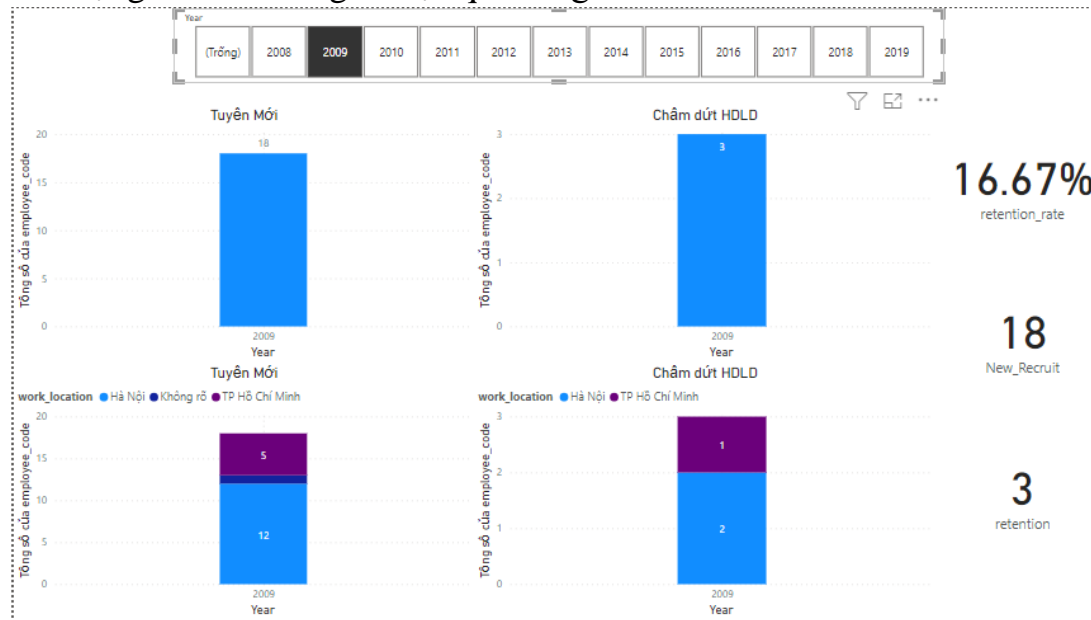 Year
(Trống) 2008 2009 2010 2011 2012 2013 2014 2015 2016 2017 2018 2019
Tuyên Mới
Tổng số của employee_code
20
15
10
5
0
18
2009
Year
Chấm dứt HDLD
Tổng số của employee_code
3
2
1
0
3
2009
Year
16.67%
retention_rate
18
New_Recruit
3
retention
Tuyên Mới
work_location Hà Nội Không rõ TP Hồ Chí Minh
Tổng số của employee_code
20
15
10
5
0
5
12
2009
Year
Chấm dứt HDLD
work_location Hà Nội TP Hồ Chí Minh
Tổng số của employee_code
3
2
1
0
1
2
2009
Year